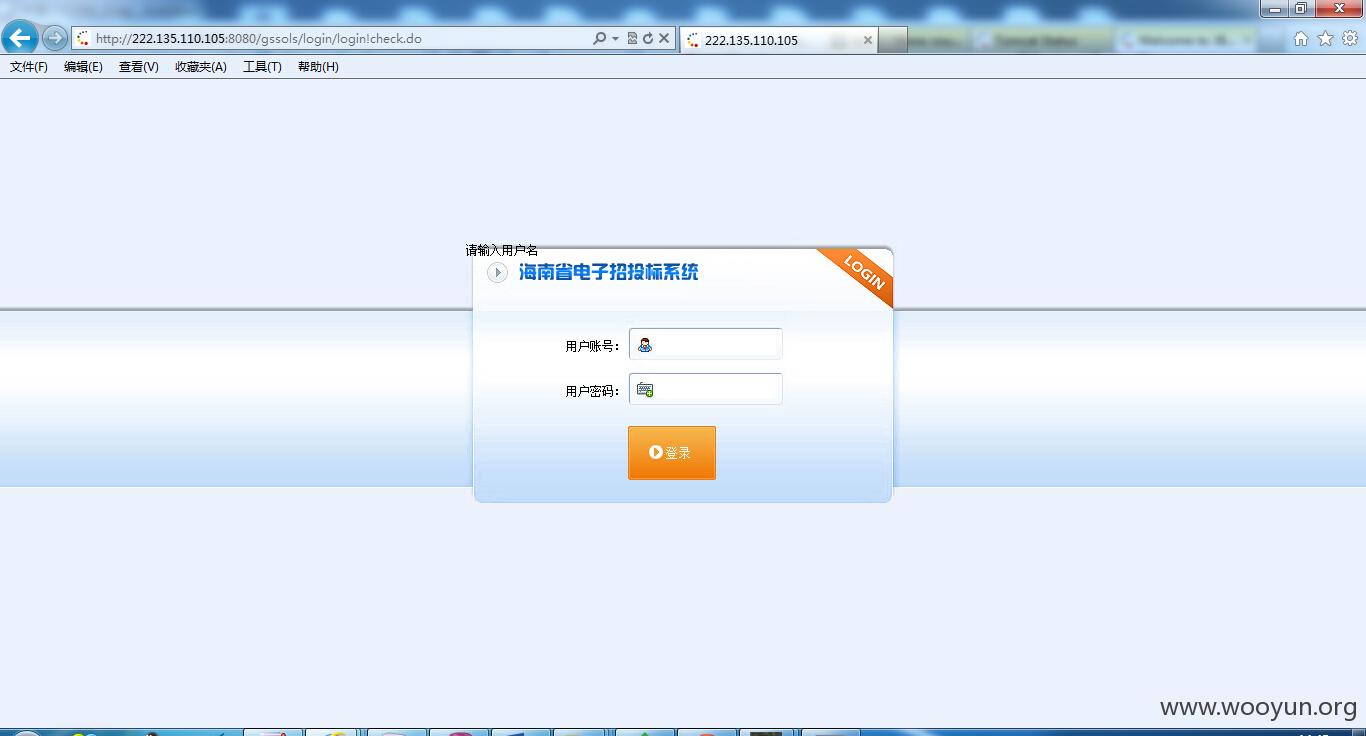 http://222.135.110.105:8080/gssols/login/login!check.do
222.135.110.105
文件(F) 编辑(E) 查看(V) 收藏夹(A) 工具(T) 帮助(H)
请输入用户名
海南省电子招投标系统
LOGIN
用户账号：
用户密码：
登录
www.wooyun.org